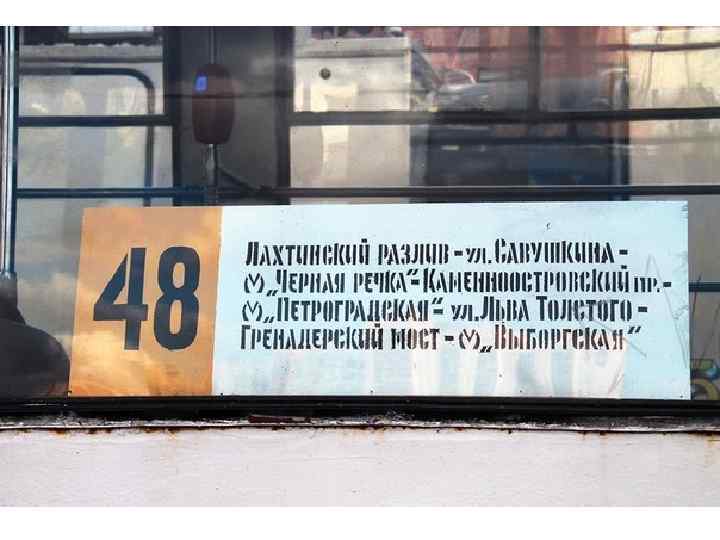 48
Лахтинский разлив - ул. Савушкина -
м „Черная речка“ - Каменноостровский пр. -
м „Петроградская“ - ул. Льва Толстого -
Гренадерский мост - м „Выборгская“